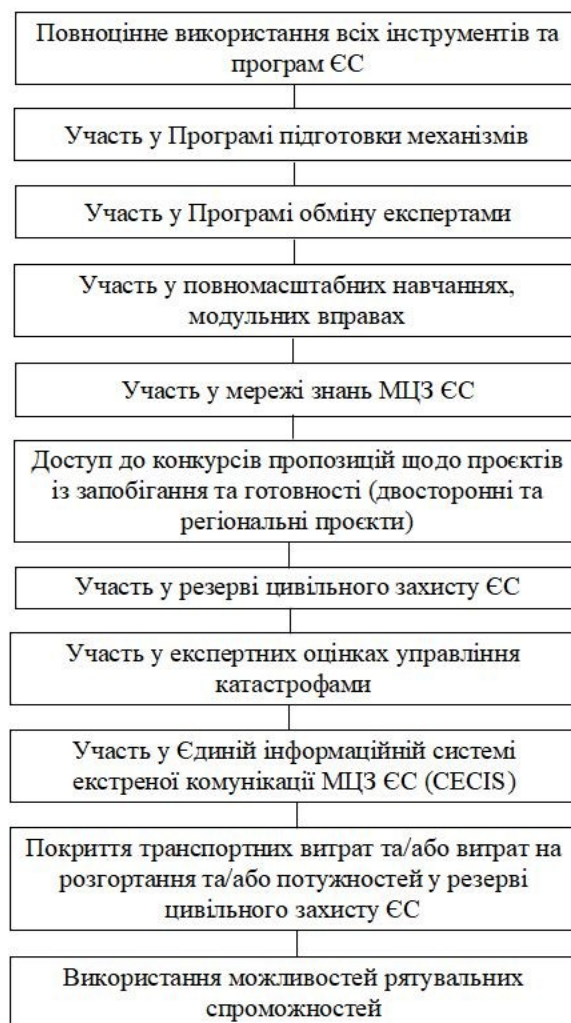 Повноцінне використання всіх інструментів та
програм ЄС
Участь у Програмі підготовки механізмів
Участь у Програмі обміну експертами
Участь у повномасштабних навчаннях,
модульних вправах
Участь у мережі знань МЦЗ ЄС
Доступ до конкурсів пропозицій щодо проєктів
із запобігання та готовності (двосторонні та
регіональні проєкти)
Участь у резерві цивільного захисту ЄС
Участь у експертних оцінках управління
катастрофами
Участь у Єдиній інформаційній системі
екстреної комунікації МЦЗ ЄС (CECIS)
Покриття транспортних витрат та/або витрат на
розгортання та/або потужностей у резерві
цивільного захисту ЄС
Використання можливостей рятувальних
спроможностей